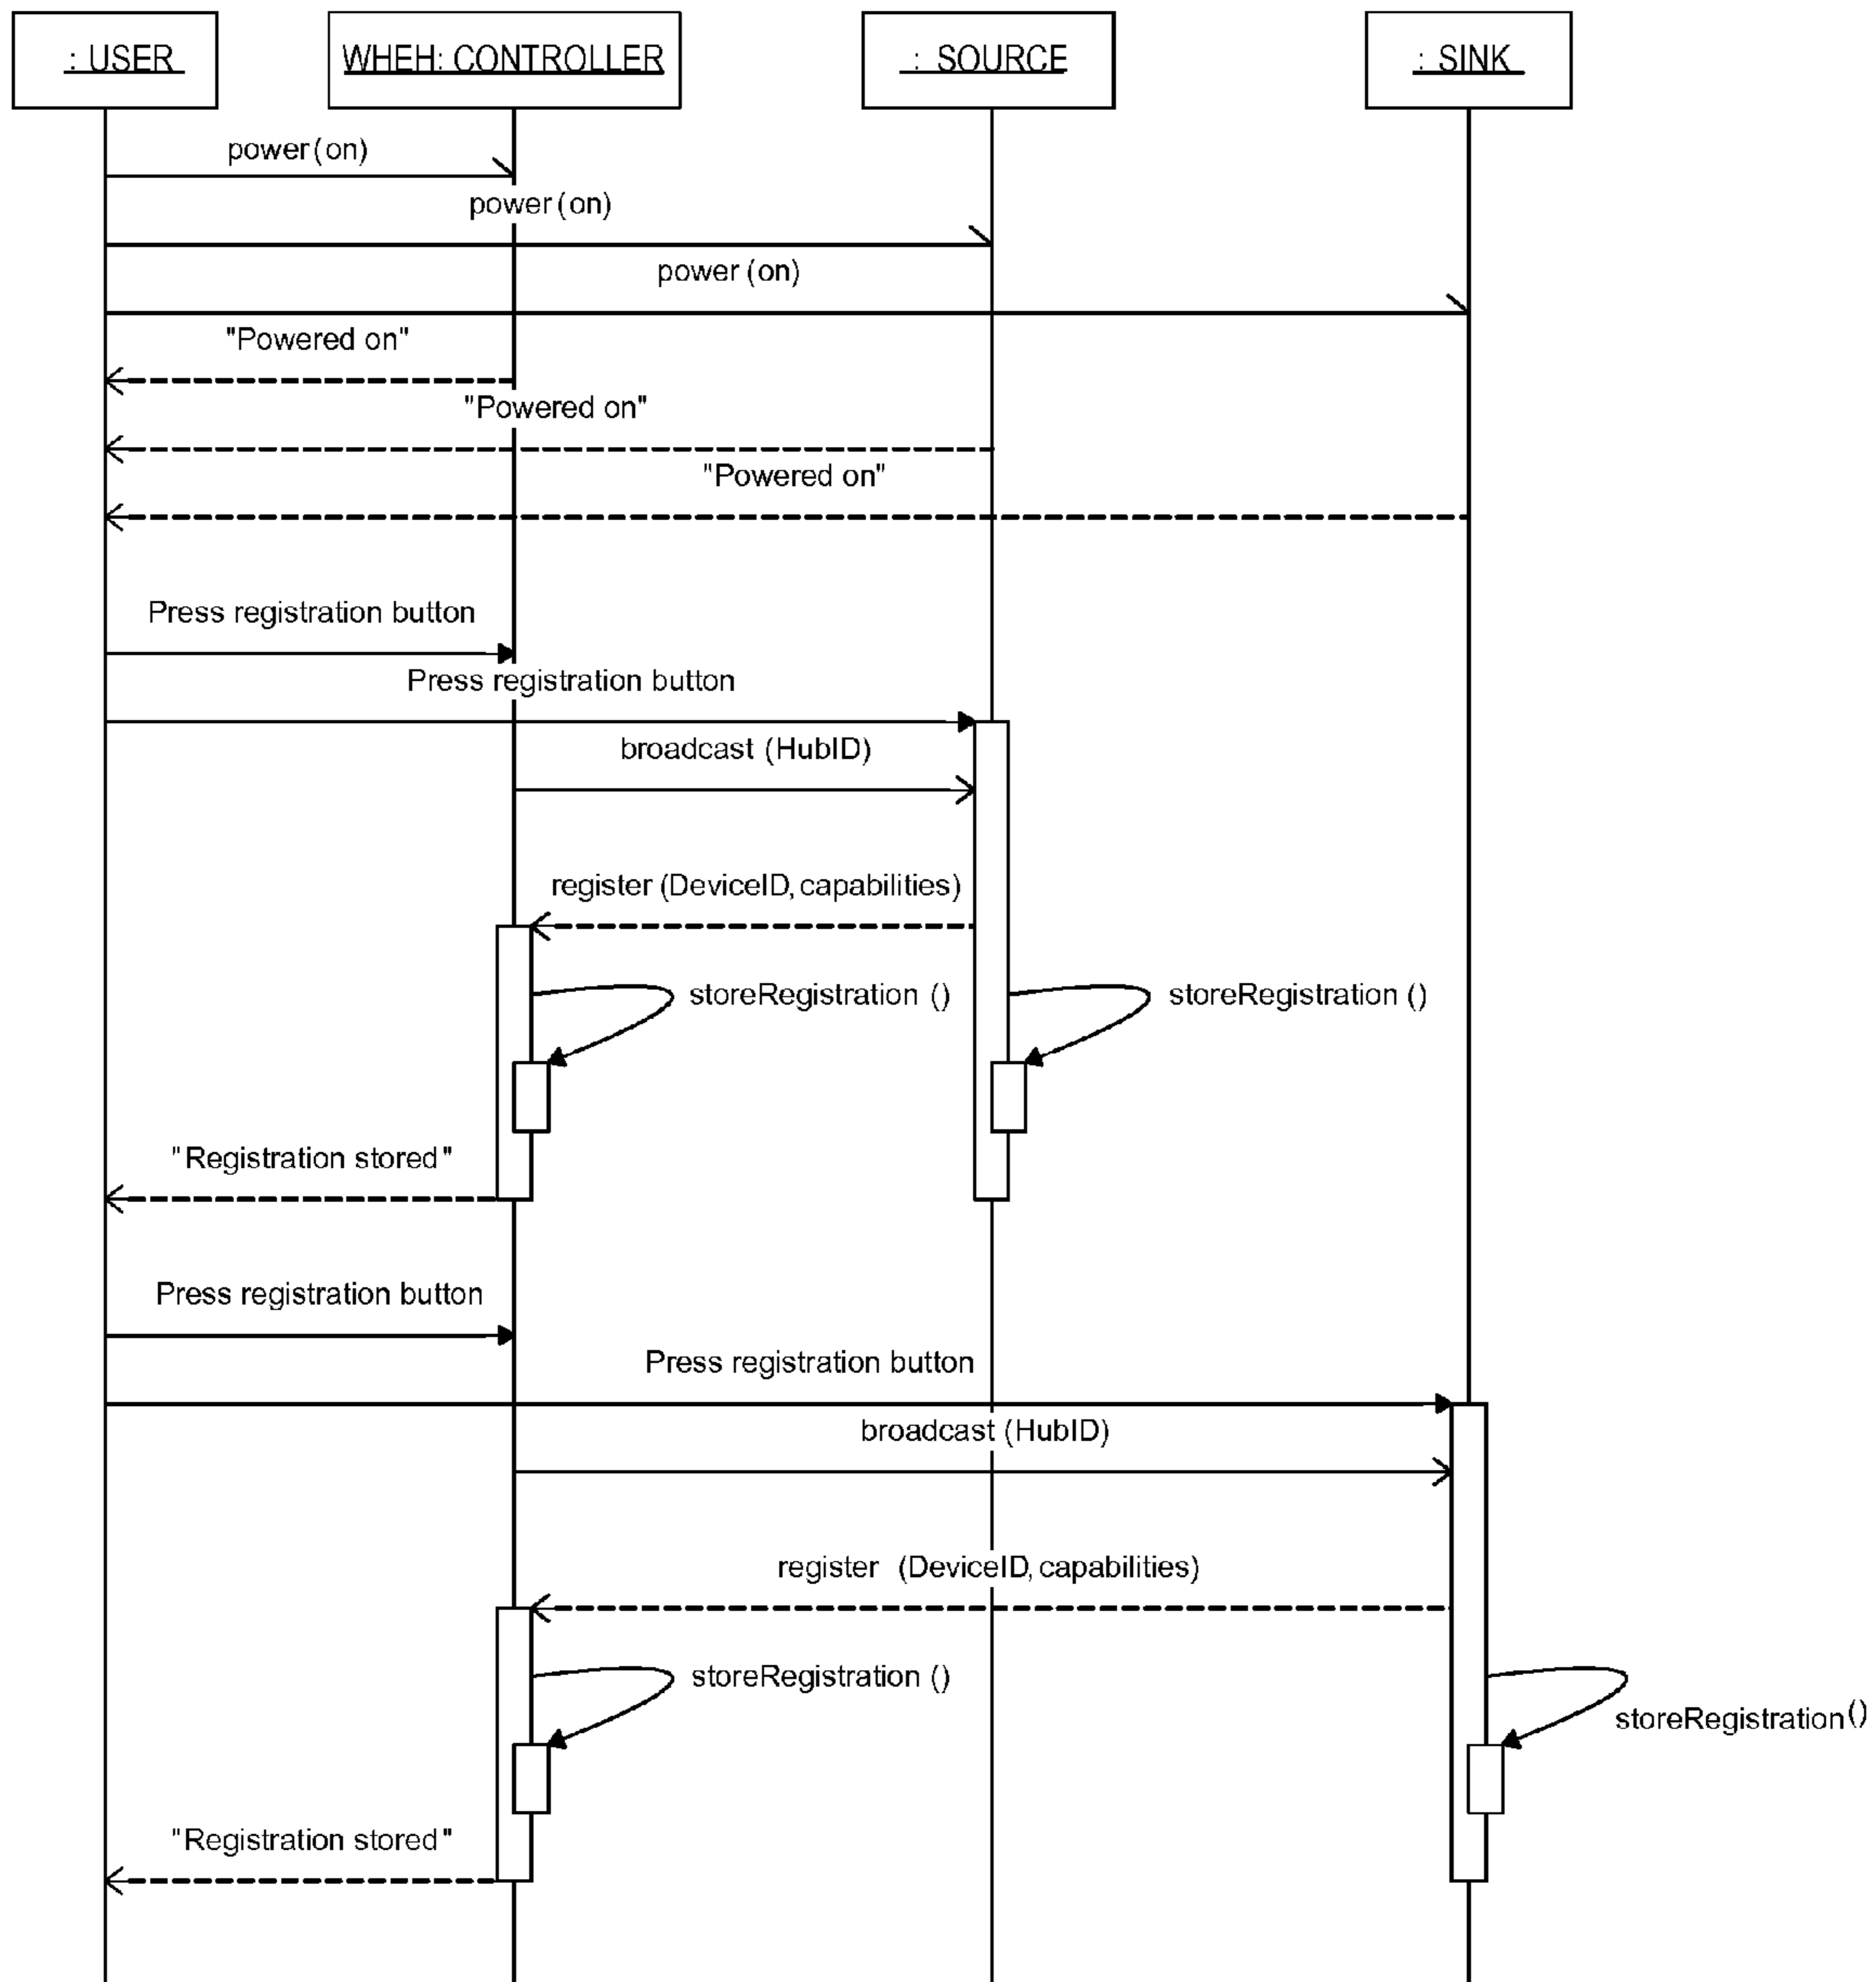 : USER
WHEH: CONTROLLER
: SOURCE
: SINK
power (on)
power (on)
power (on)
"Powered on"
"Powered on"
"Powered on"
Press registration button
Press registration button
broadcast (HubID)
register (DeviceID, capabilities)
storeRegistration ()
storeRegistration ()
"Registration stored"
Press registration button
Press registration button
broadcast (HubID)
register (DeviceID, capabilities)
storeRegistration ()
storeRegistration ()
"Registration stored"